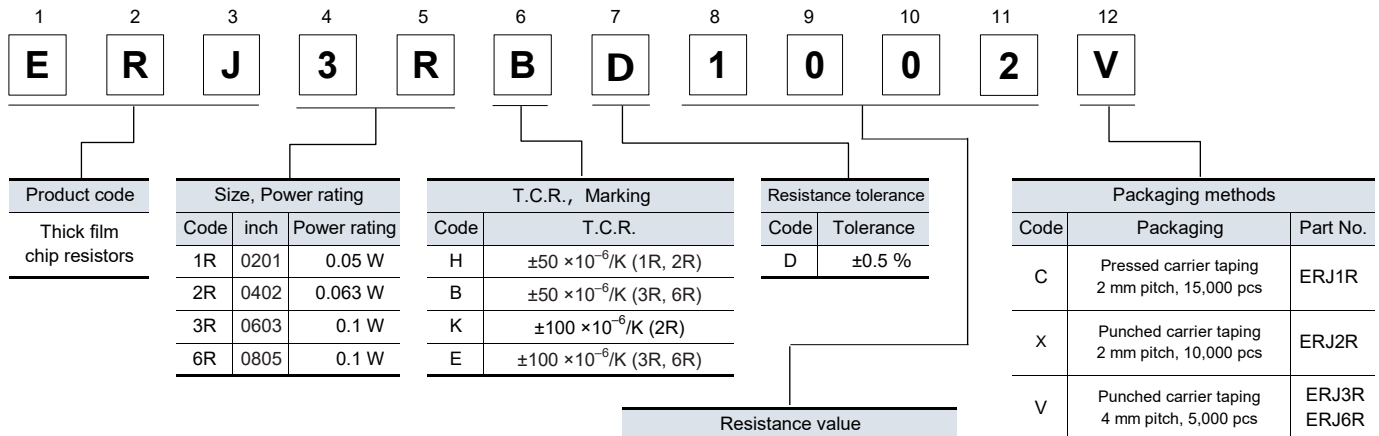 1 2 3 4 5 6 7 8 9 10 11 12
E R J 3 R B D 1 0 0 2 V
Product code
Thick film
chip resistors
Size, Power rating
Code inch Power rating
1R 0201 0.05 W
2R 0402 0.063 W
3R 0603 0.1 W
6R 0805 0.1 W
T.C.R., Marking
Code T.C.R.
H ±50 ×10⁻⁶/K (1R, 2R)
B ±50 ×10⁻⁶/K (3R, 6R)
K ±100 ×10⁻⁶/K (2R)
E ±100 ×10⁻⁶/K (3R, 6R)
Resistance tolerance
Code Tolerance
D ±0.5 %
Resistance value
Packaging methods
Code Packaging Part No.
C Pressed carrier taping
2 mm pitch, 15,000 pcs ERJ1R
X Punched carrier taping
2 mm pitch, 10,000 pcs ERJ2R
V Punched carrier taping ERJ3R
4 mm pitch, 5,000 pcs ERJ6R